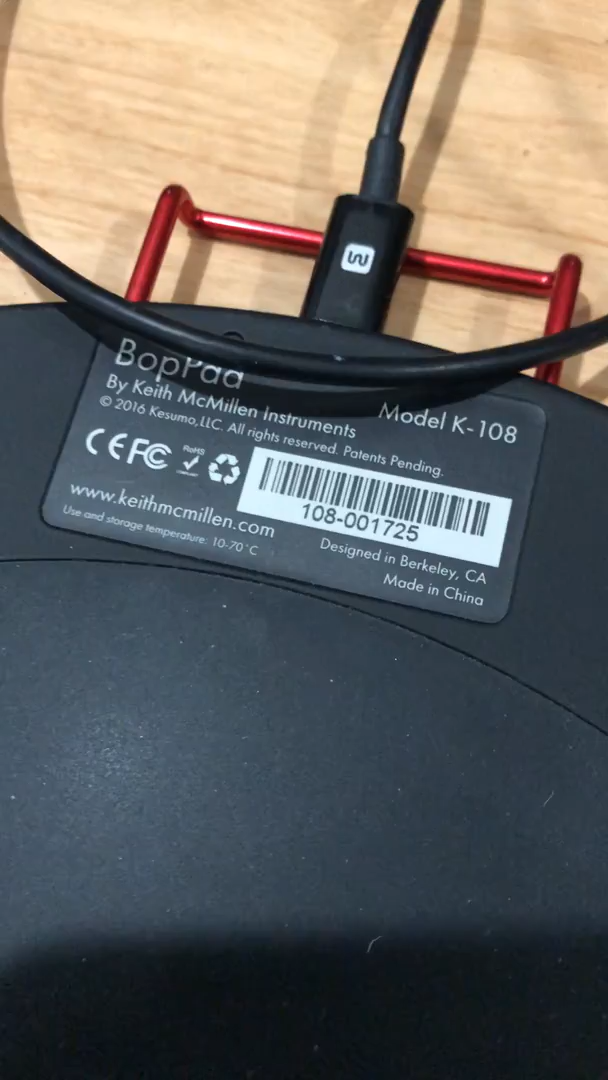 BopPad
By Keith McMillen Instruments
Model K-108
© 2016 Kesumo, LLC. All rights reserved. Patents Pending.
CE FC RoHS
108-001725
www.keithmcmillen.com
Use and storage temperature: 10-70°C
Designed in Berkeley, CA
Made in China